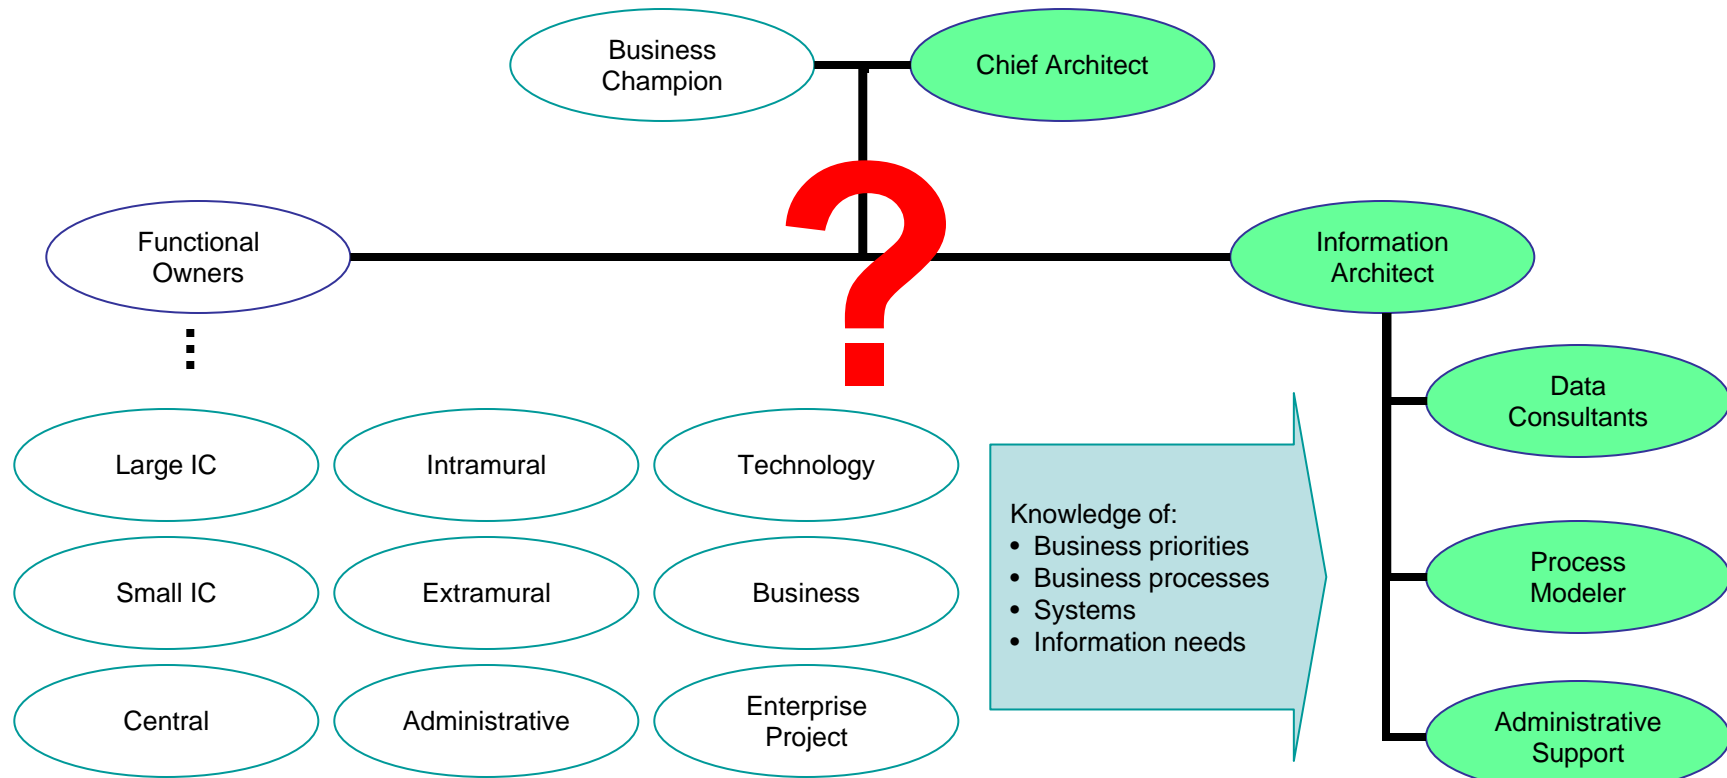 Business
Champion
Chief Architect
?
Functional
Owners
Information
Architect
Data
Consultants
Large IC
Intramural
Technology
Knowledge of:
• Business priorities
• Business processes
• Systems
• Information needs
Small IC
Extramural
Business
Process
Modeler
Central
Administrative
Enterprise
Project
Administrative
Support